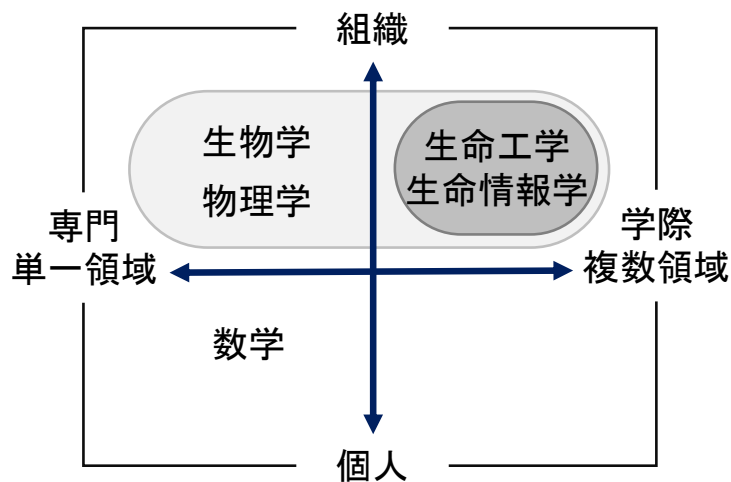 組織
生物学
物理学
生命工学
生命情報学
専門
単一領域
学際
複数領域
数学
個人